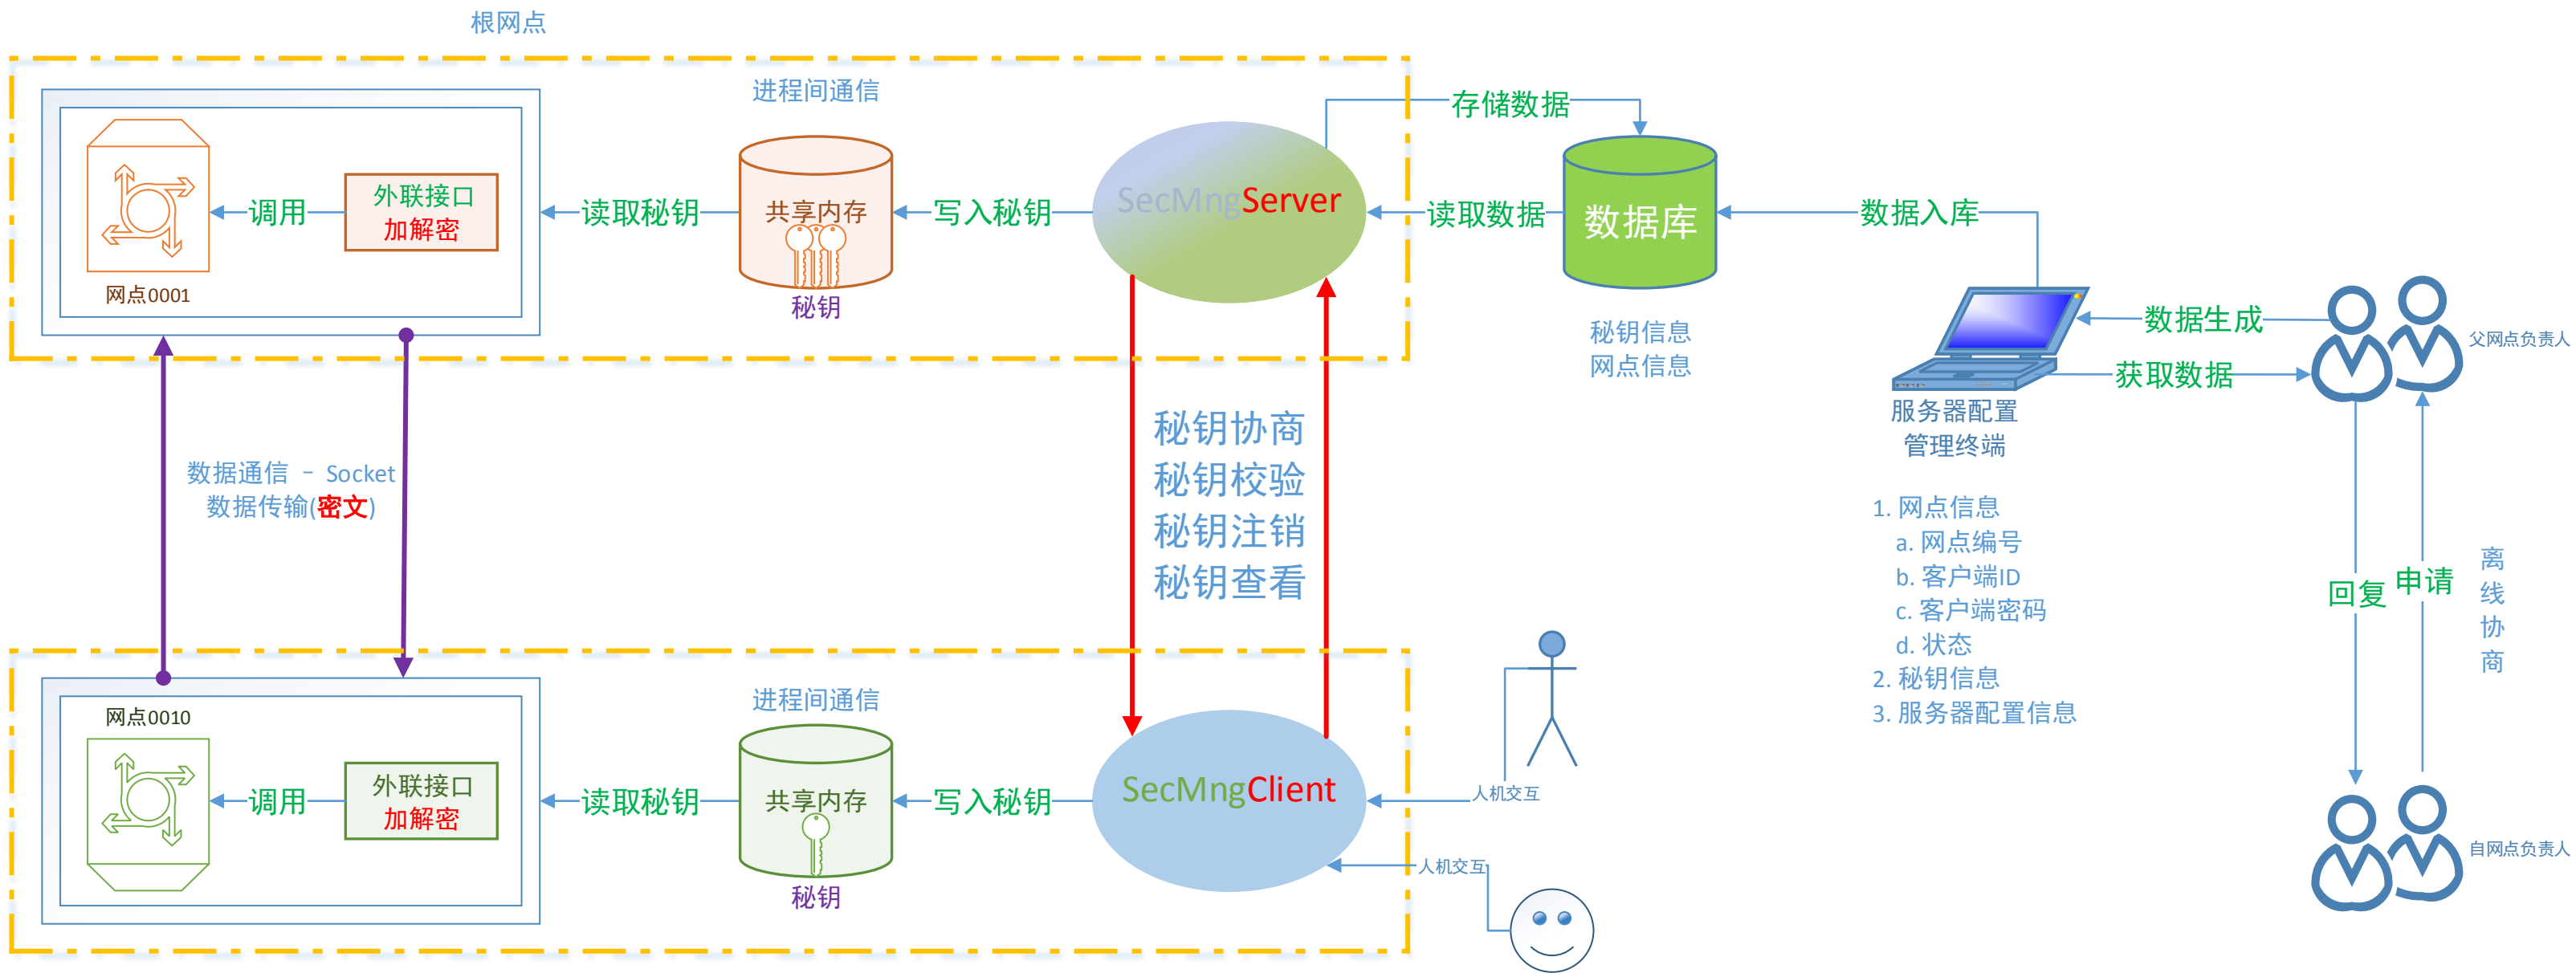 根网点
进程间通信
存储数据
外联接口
加解密
调用
读取秘钥
共享内存
写入秘钥
SecMngServer
读取数据
数据库
数据入库
网点0001
秘钥
秘钥信息
网点信息
数据生成
父网点负责人
获取数据
服务器配置
管理终端
秘钥协商
秘钥校验
秘钥注销
秘钥查看
数据通信 - Socket
数据传输(密文)
1. 网点信息
a. 网点编号
b. 客户端ID
c. 客户端密码
d. 状态
2. 秘钥信息
3. 服务器配置信息
回复
申请
离线协商
进程间通信
网点0010
外联接口
加解密
调用
读取秘钥
共享内存
写入秘钥
SecMngClient
人机交互
人机交互
秘钥
自网点负责人